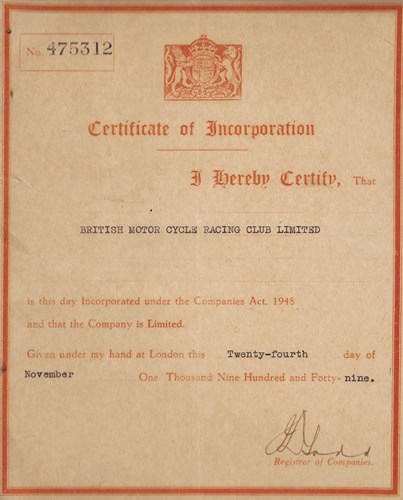 No. 475312
Certificate of Incorporation
I Hereby Certify, That
BRITISH MOTOR CYCLE RACING CLUB LIMITED
is this day Incorporated under the Companies Act, 1948
and that the Company is Limited.
Given under my hand at London this Twenty-fourth day of
November One Thousand Nine Hundred and Forty-nine.
Registrar of Companies.